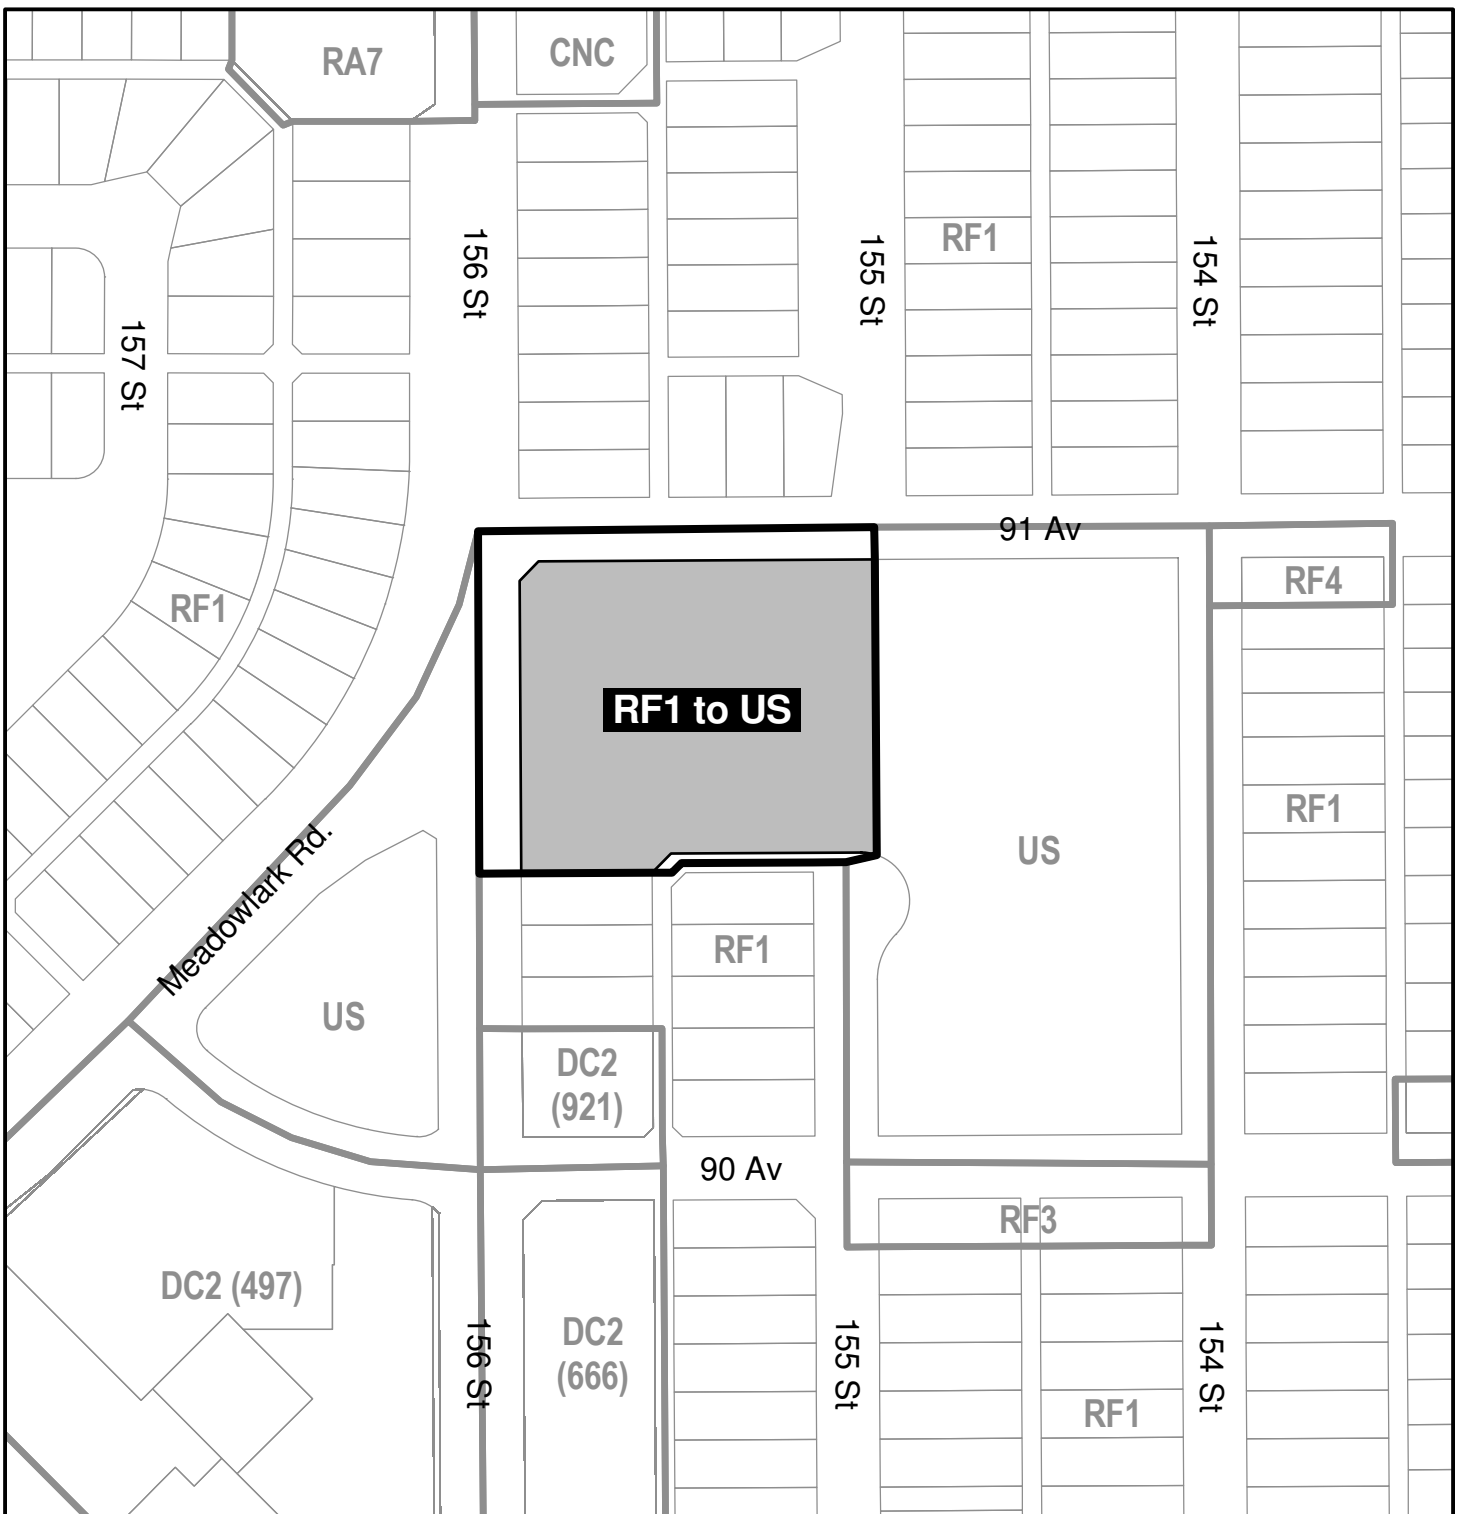 RA7
CNC
RF1
156 St
155 St
154 St
157 St
91 Av
RF4
RF1
RF1 to US
RF1
Meadowlark Rd.
US
RF1
US
DC2
(921)
90 Av
RF3
DC2 (497)
DC2
(666)
156 St
155 St
154 St
RF1